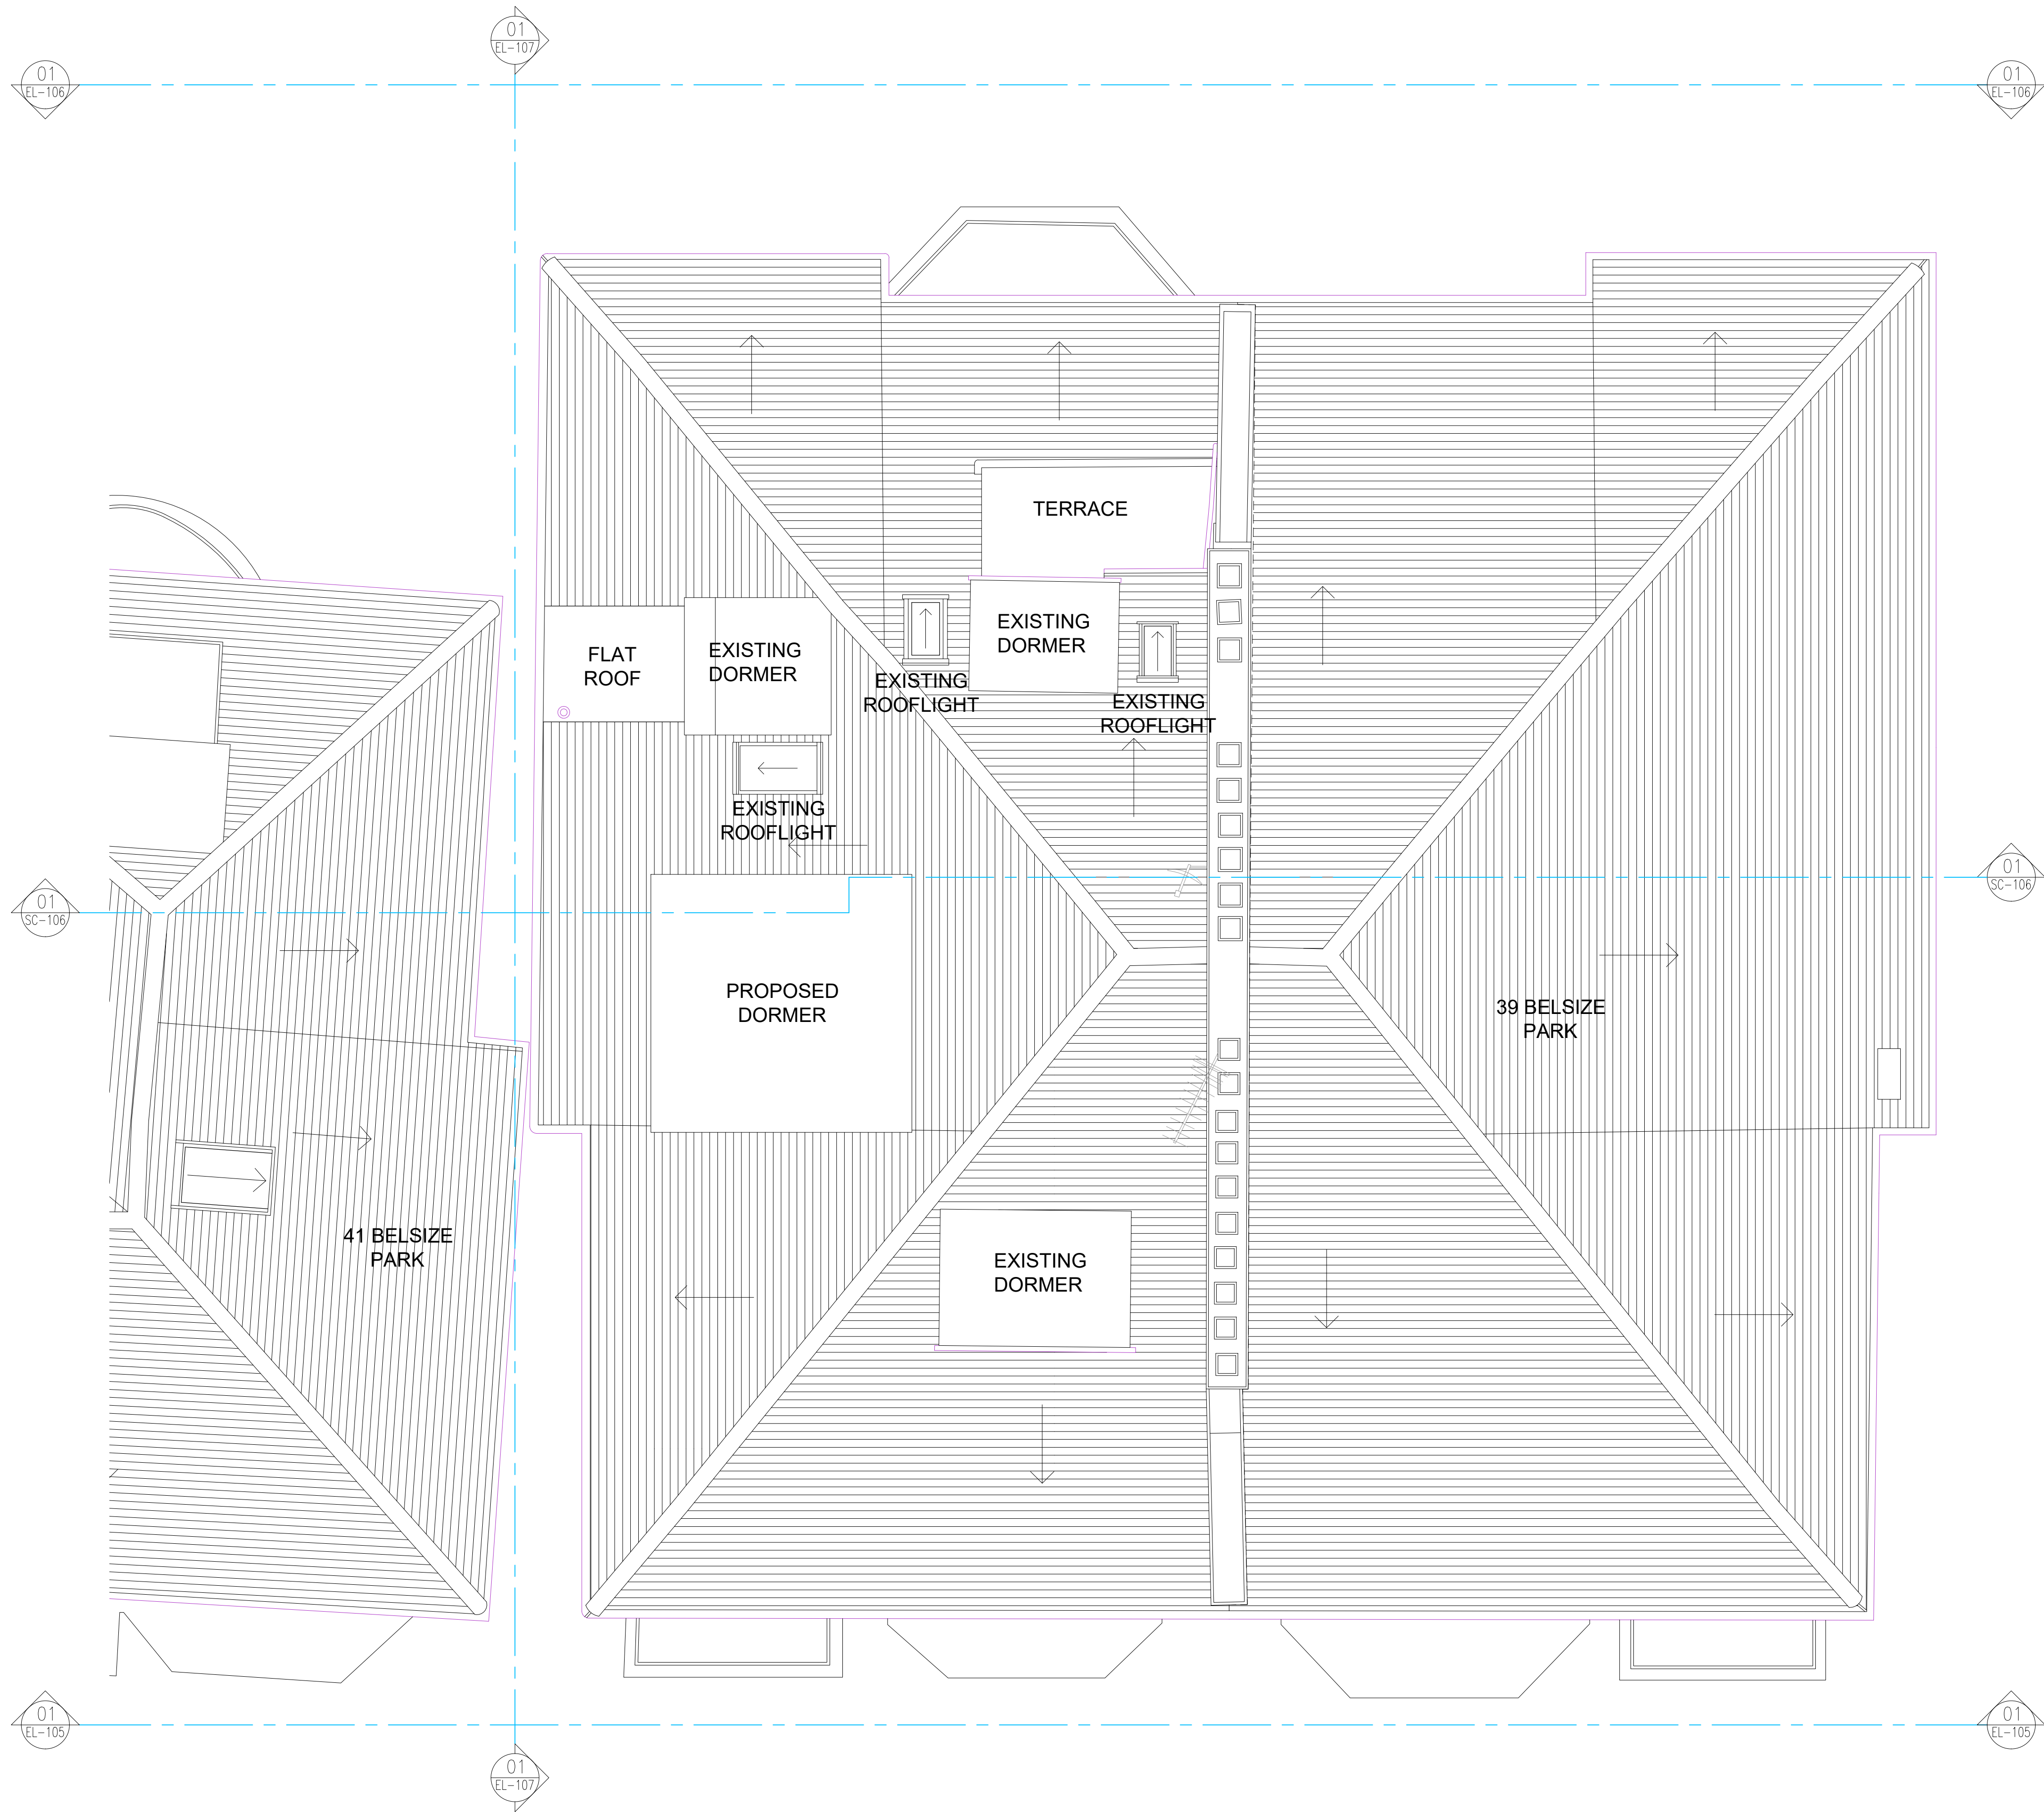 01
EL-107
01
EL-106
01
EL-106
TERRACE
EXISTING
DORMER
FLAT
ROOF
EXISTING
DORMER
EXISTING
ROOFLIGHT
EXISTING
ROOFLIGHT
EXISTING
ROOFLIGHT
01
SC-106
01
SC-106
PROPOSED
DORMER
39 BELSIZE
PARK
41 BELSIZE
PARK
EXISTING
DORMER
01
EL-105
01
EL-105
01
EL-107